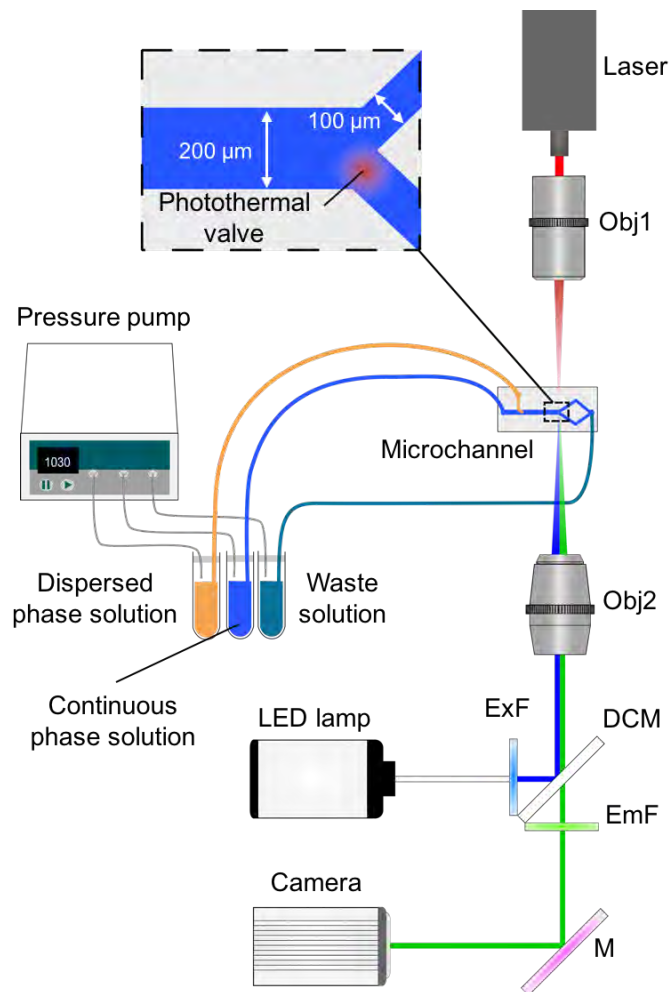 Laser
100 µm
200 µm
Photothermal
valve
Obj1
Pressure pump
1030
Microchannel
Dispersed
phase solution
Waste
solution
Obj2
Continuous
phase solution
LED lamp
ExF
DCM
EmF
Camera
M